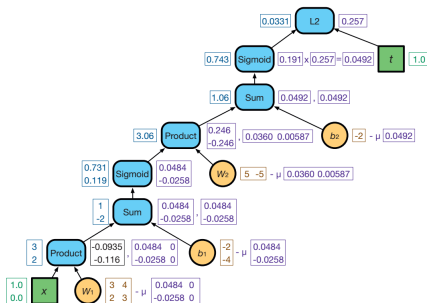 0.0331 L2 0.257
0.743 Sigmoid 0.191 x 0.257 = 0.0492 t 1.0
1.06 Sum 0.0492 , 0.0492
3.06 Product 0.246 , 0.0360 0.00587 b₂ -2 - μ 0.0492
-0.246
0.731 Sigmoid 0.0484 W₂ 5 -5 - μ 0.0360 0.00587
0.119 -0.0258
1 Sum 0.0484 , 0.0484
-2 -0.0258 -0.0258
3 Product -0.0935 , 0.0484 0 b₁ -2 - μ 0.0484
2 -0.116 -0.0258 0 -4 -0.0258
1.0 x W₁ 3 4 - μ 0.0484 0
0.0 2 3 -0.0258 0